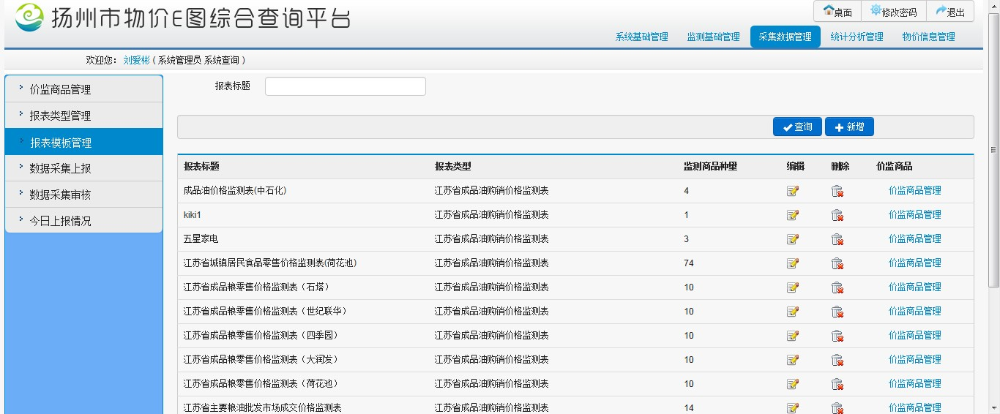 扬州市物价E图综合查询平台
桌面 修改密码 退出
系统基础管理 监测基础管理 采集数据管理 统计分析管理 物价信息管理
欢迎您: 刘爱彬 ( 系统管理员 系统查询 )
价监商品管理
报表类型管理
报表模板管理
数据采集上报
数据采集审核
今日上报情况
报表标题
查询 新增
报表标题 报表类型 监测商品种量 编辑 删除 价监商品
成品油价格监测表(中石化) 江苏省成品油购销价格监测表 4 价监商品管理
kiki1 江苏省成品油购销价格监测表 1 价监商品管理
五星家电 江苏省成品油购销价格监测表 3 价监商品管理
江苏省城镇居民食品零售价格监测表(荷花池) 江苏省成品油购销价格监测表 74 价监商品管理
江苏省成品粮零售价格监测表（石塔） 江苏省成品油购销价格监测表 10 价监商品管理
江苏省成品粮零售价格监测表（世纪联华） 江苏省成品油购销价格监测表 10 价监商品管理
江苏省成品粮零售价格监测表（四季园） 江苏省成品油购销价格监测表 10 价监商品管理
江苏省成品粮零售价格监测表（大润发） 江苏省成品油购销价格监测表 10 价监商品管理
江苏省成品粮零售价格监测表（荷花池） 江苏省成品油购销价格监测表 10 价监商品管理
江苏省主要粮油批发市场成交价格监测表 江苏省成品油购销价格监测表 14 价监商品管理